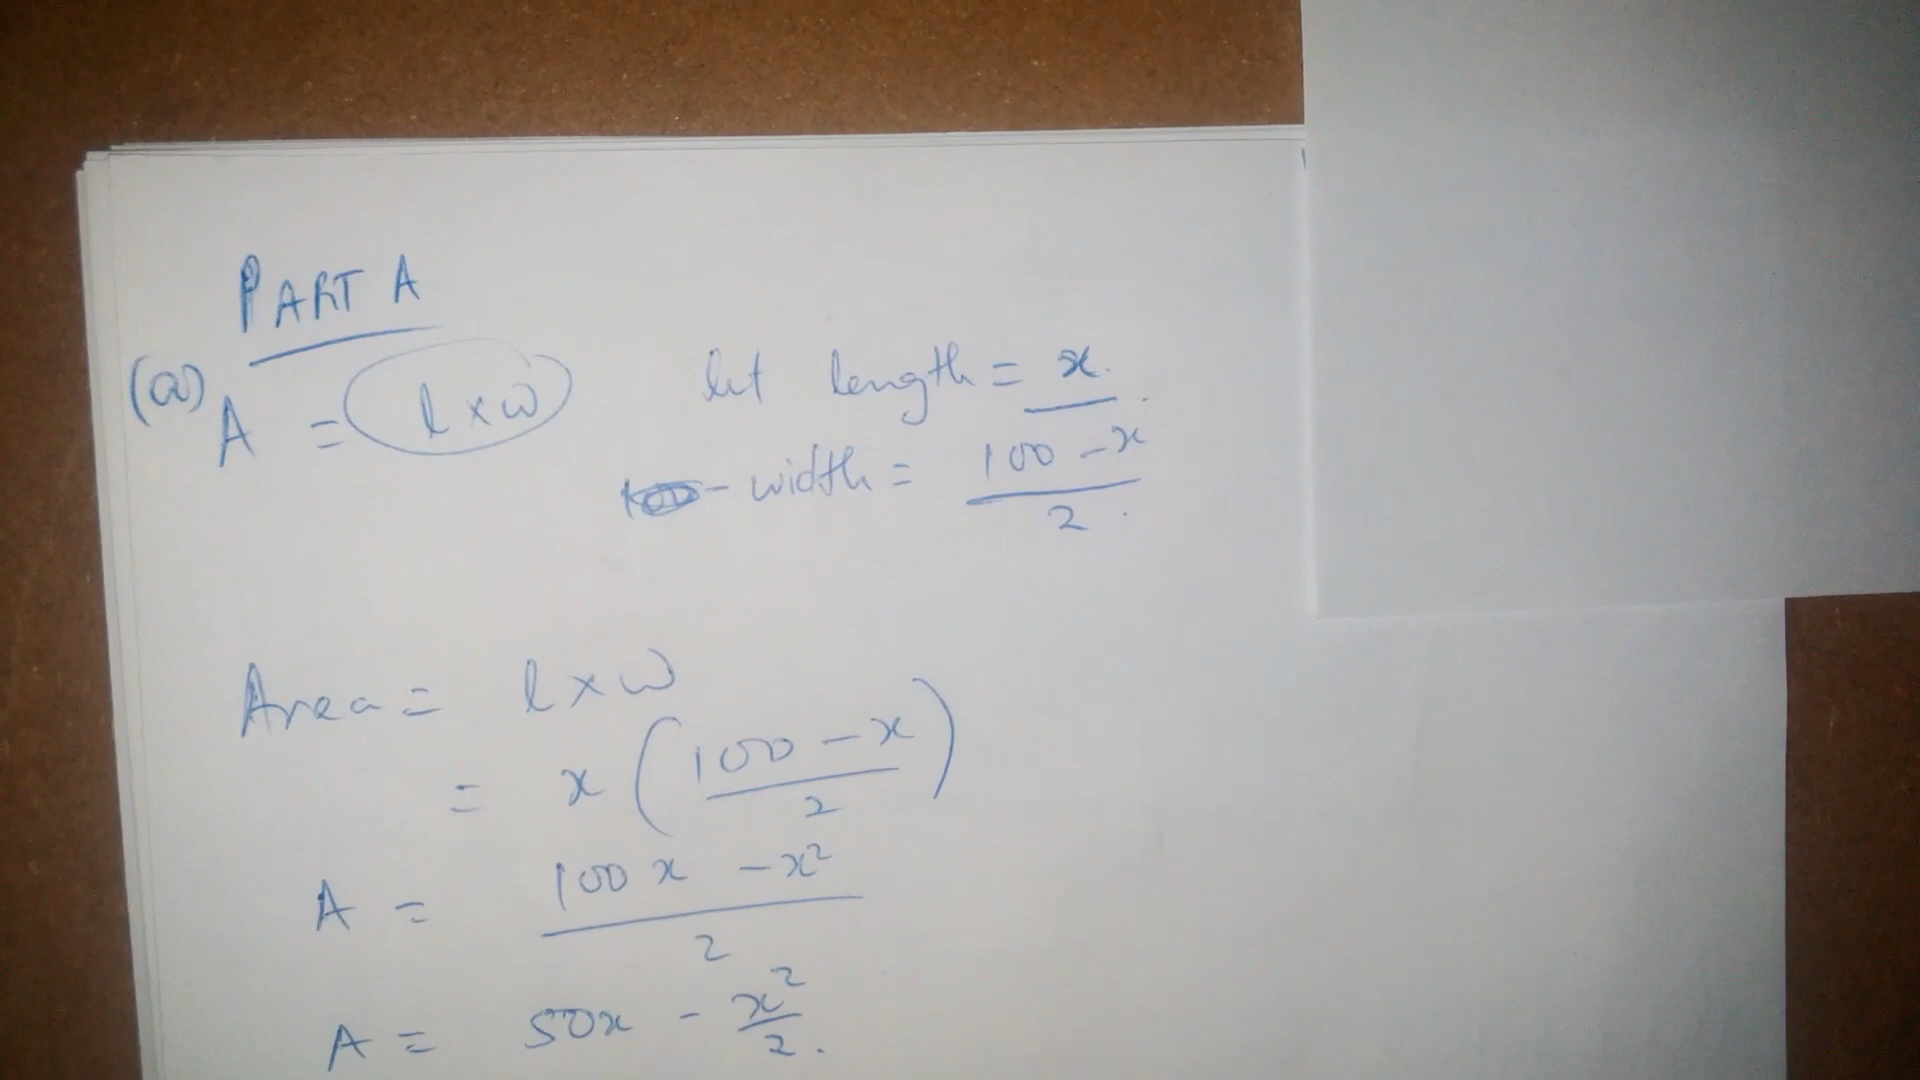 PART A
(a) A = l x w
let length = x.
- width = 100 - x / 2.
Area = l x w
= x ( 100 - x / 2 )
A = 100x - x² / 2
A = 50x - x² / 2.